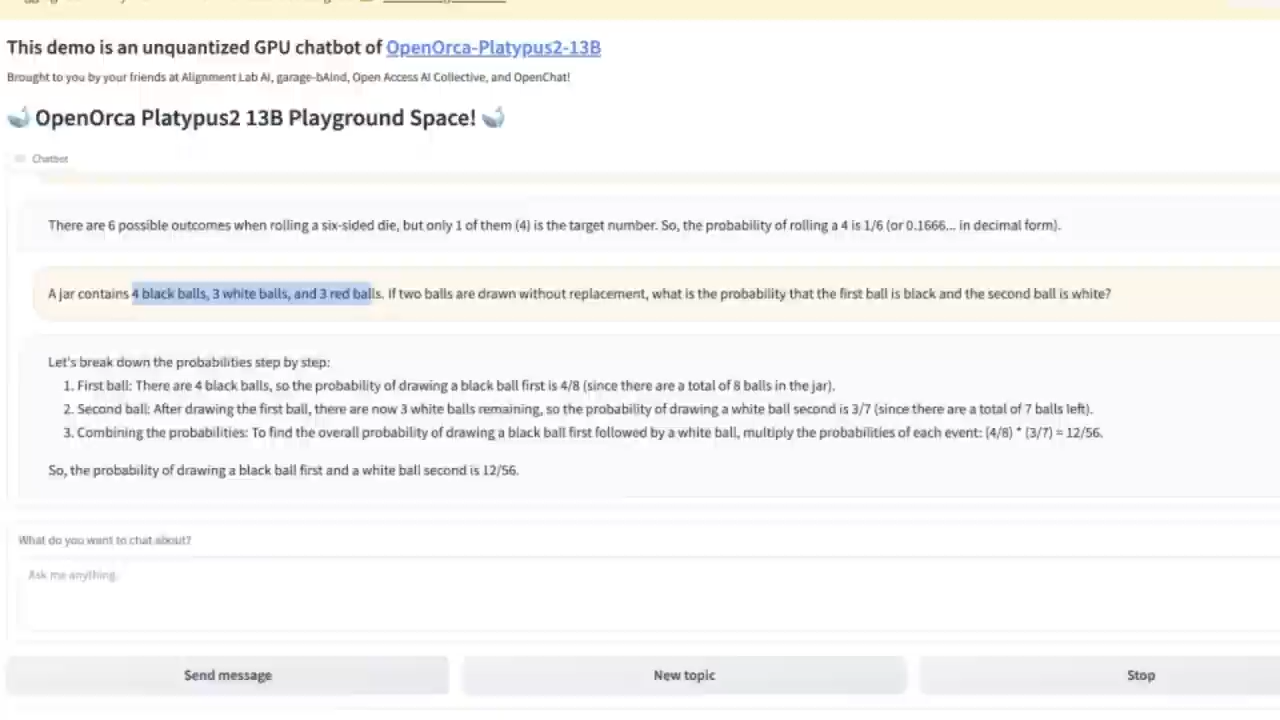 This demo is an unquantized GPU chatbot of OpenOrca-Platypus2-13B
Brought to you by your friends at Alignment Lab AI, garage-bAInd, Open Access AI Collective, and OpenChat!
OpenOrca Platypus2 13B Playground Space!
Chatbot
There are 6 possible outcomes when rolling a six-sided die, but only 1 of them (4) is the target number. So, the probability of rolling a 4 is 1/6 (or 0.1666... in decimal form).
A jar contains 4 black balls, 3 white balls, and 3 red balls. If two balls are drawn without replacement, what is the probability that the first ball is black and the second ball is white?
Let's break down the probabilities step by step:
1. First ball: There are 4 black balls, so the probability of drawing a black ball first is 4/8 (since there are a total of 8 balls in the jar).
2. Second ball: After drawing the first ball, there are now 3 white balls remaining, so the probability of drawing a white ball second is 3/7 (since there are a total of 7 balls left).
3. Combining the probabilities: To find the overall probability of drawing a black ball first followed by a white ball, multiply the probabilities of each event: (4/8) * (3/7) = 12/56.
So, the probability of drawing a black ball first and a white ball second is 12/56.
What do you want to chat about?
Ask me anything.
Send message
New topic
Stop